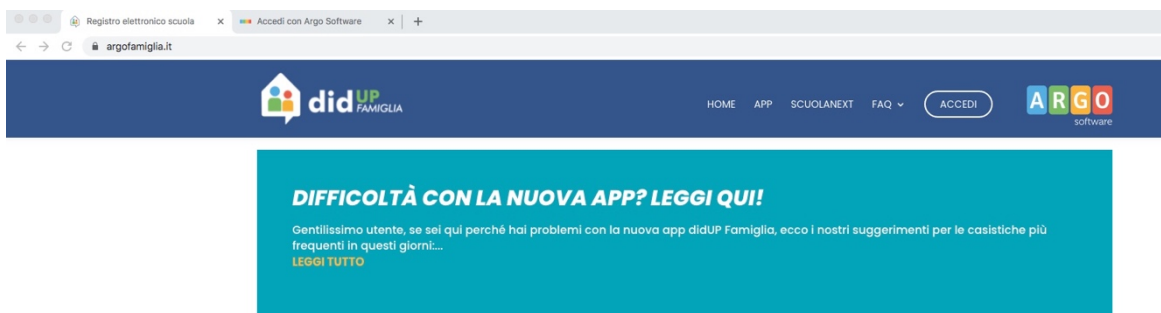 Registro elettronico scuola
Accedi con Argo Software
argofamiglia.it
did UP FAMIGLIA
HOME APP SCUOLANEXT FAQ ACCEDI
ARGO
software
DIFFICOLTÀ CON LA NUOVA APP? LEGGI QUI!
Gentilissimo utente, se sei qui perché hai problemi con la nuova app didUP Famiglia, ecco i nostri suggerimenti per le casistiche più
frequenti in questi giorni:...
LEGGI TUTTO